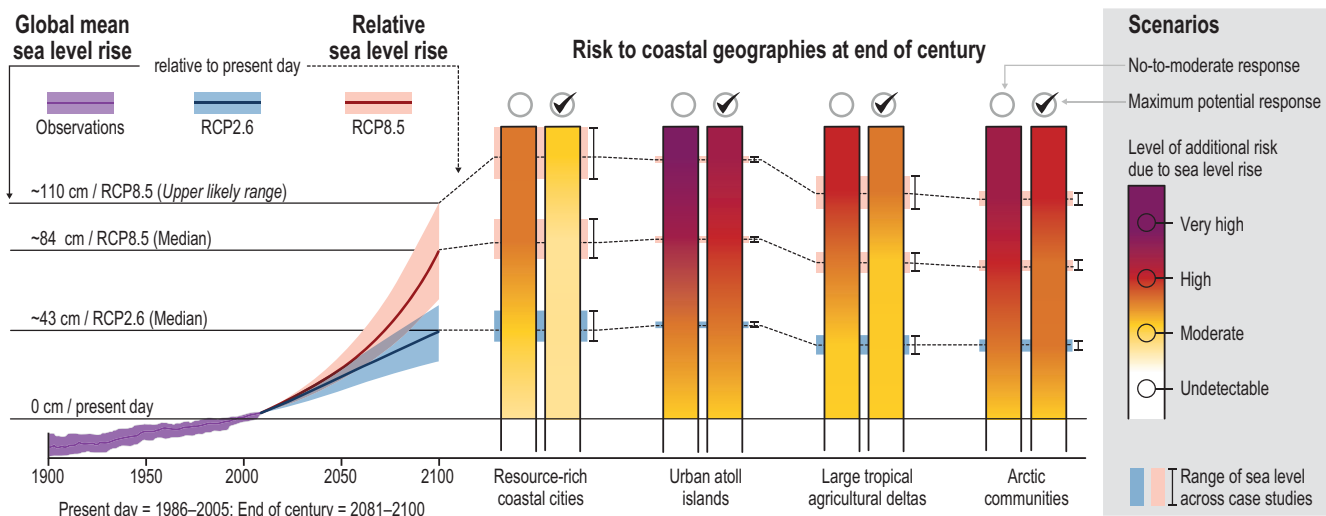 Global mean
sea level rise
Relative
sea level rise
relative to present day
Observations
RCP2.6
RCP8.5
~110 cm / RCP8.5 (Upper likely range)
~84 cm / RCP8.5 (Median)
~43 cm / RCP2.6 (Median)
0 cm / present day
1900
1950
2000
2050
2100
Present day = 1986–2005: End of century = 2081–2100
Risk to coastal geographies at end of century
Resource-rich
coastal cities
Urban atoll
islands
Large tropical
agricultural deltas
Arctic
communities
Scenarios
No-to-moderate response
Maximum potential response
Level of additional risk
due to sea level rise
Very high
High
Moderate
Undetectable
Range of sea level
across case studies